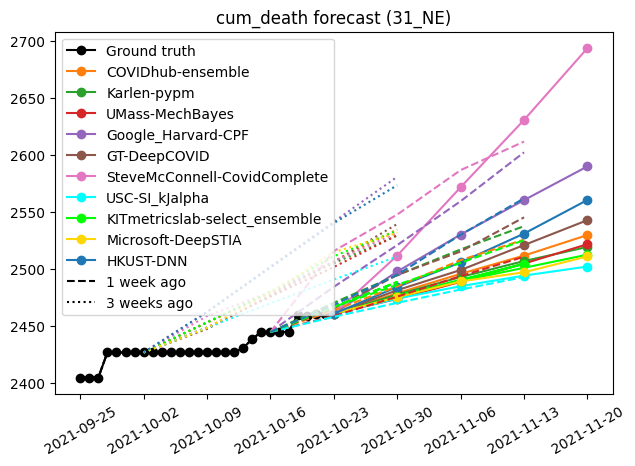 cum_death forecast (31_NE)
2700
2650
2600
2550
2500
2450
2400
Ground truth
COVIDhub-ensemble
Karlen-pypm
UMass-MechBayes
Google_Harvard-CPF
GT-DeepCOVID
SteveMcConnell-CovidComplete
USC-SI_kJalpha
KITmetricslab-select_ensemble
Microsoft-DeepSTIA
HKUST-DNN
1 week ago
3 weeks ago
2021-09-25
2021-10-02
2021-10-09
2021-10-16
2021-10-23
2021-10-30
2021-11-06
2021-11-13
2021-11-20